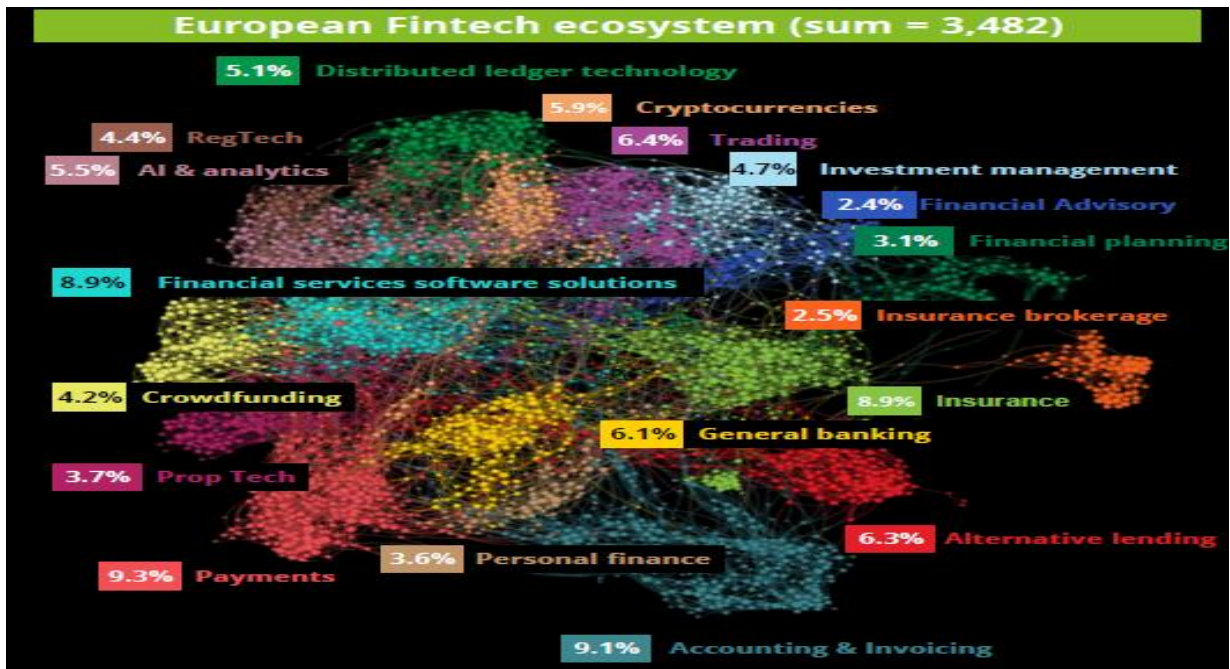 European Fintech ecosystem (sum = 3,482)
5.1% Distributed ledger technology
5.9% Cryptocurrencies
4.4% RegTech
6.4% Trading
5.5% AI & analytics
4.7% Investment management
2.4% Financial Advisory
3.1% Financial planning
8.9% Financial services software solutions
2.5% Insurance brokerage
4.2% Crowdfunding
8.9% Insurance
6.1% General banking
3.7% Prop Tech
6.3% Alternative lending
3.6% Personal finance
9.3% Payments
9.1% Accounting & Invoicing